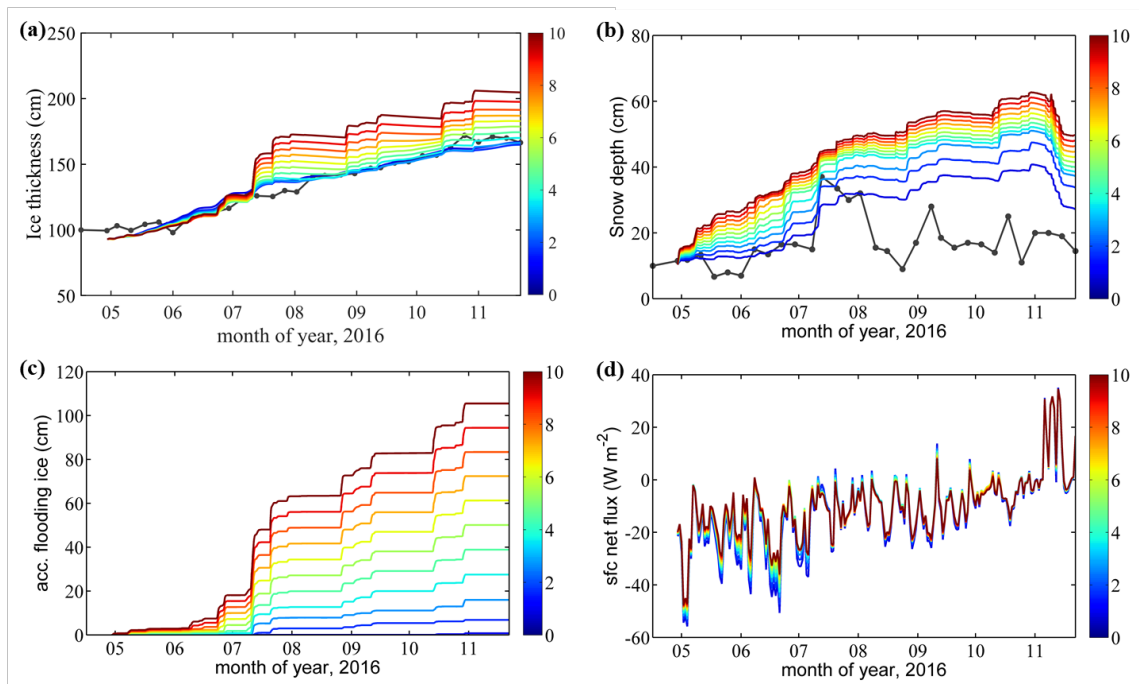 (a)
250
200
150
100
50
Ice thickness (cm)
05 06 07 08 09 10 11
month of year, 2016
10
8
6
4
2
0
(b)
80
60
40
20
0
Snow depth (cm)
05 06 07 08 09 10 11
month of year, 2016
10
8
6
4
2
0
(c)
120
100
80
60
40
20
0
acc. flooding ice (cm)
05 06 07 08 09 10 11
month of year, 2016
10
8
6
4
2
0
(d)
40
20
0
-20
-40
-60
sfc net flux (W m-2)
05 06 07 08 09 10 11
month of year, 2016
10
8
6
4
2
0